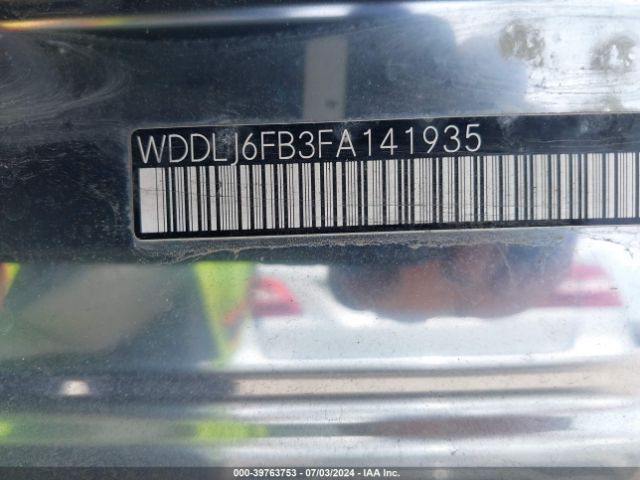 WDDLJ6FB3FA141935
000-39763753 - 07/03/2024 - IAA Inc.